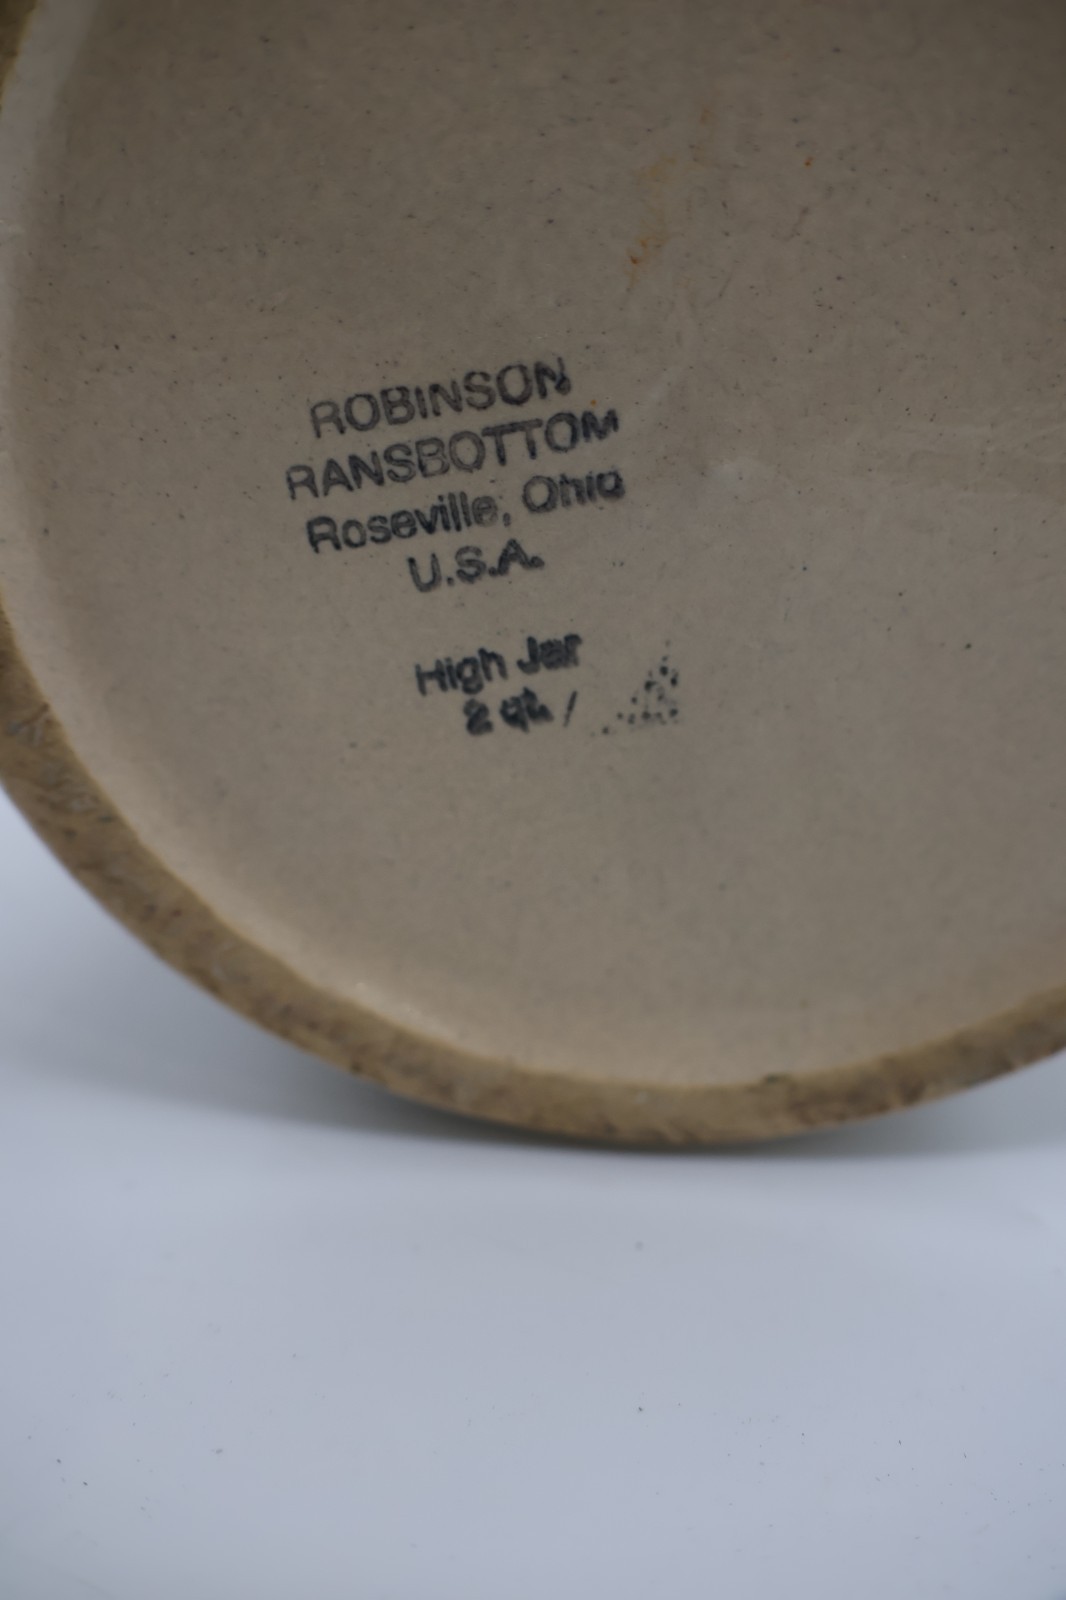 ROBINSON
RANSBOTTOM
Roseville, Ohio
U.S.A.
High Jar
2 qt. /